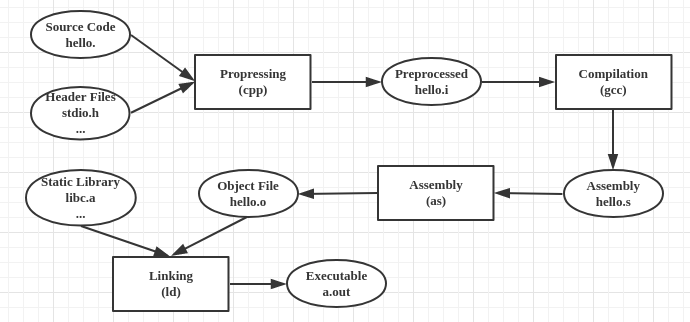 Source Code
hello.
Header Files
stdio.h
...
Propressing
(cpp)
Preprocessed
hello.i
Compilation
(gcc)
Assembly
hello.s
Assembly
(as)
Object File
hello.o
Static Library
libc.a
...
Linking
(ld)
Executable
a.out